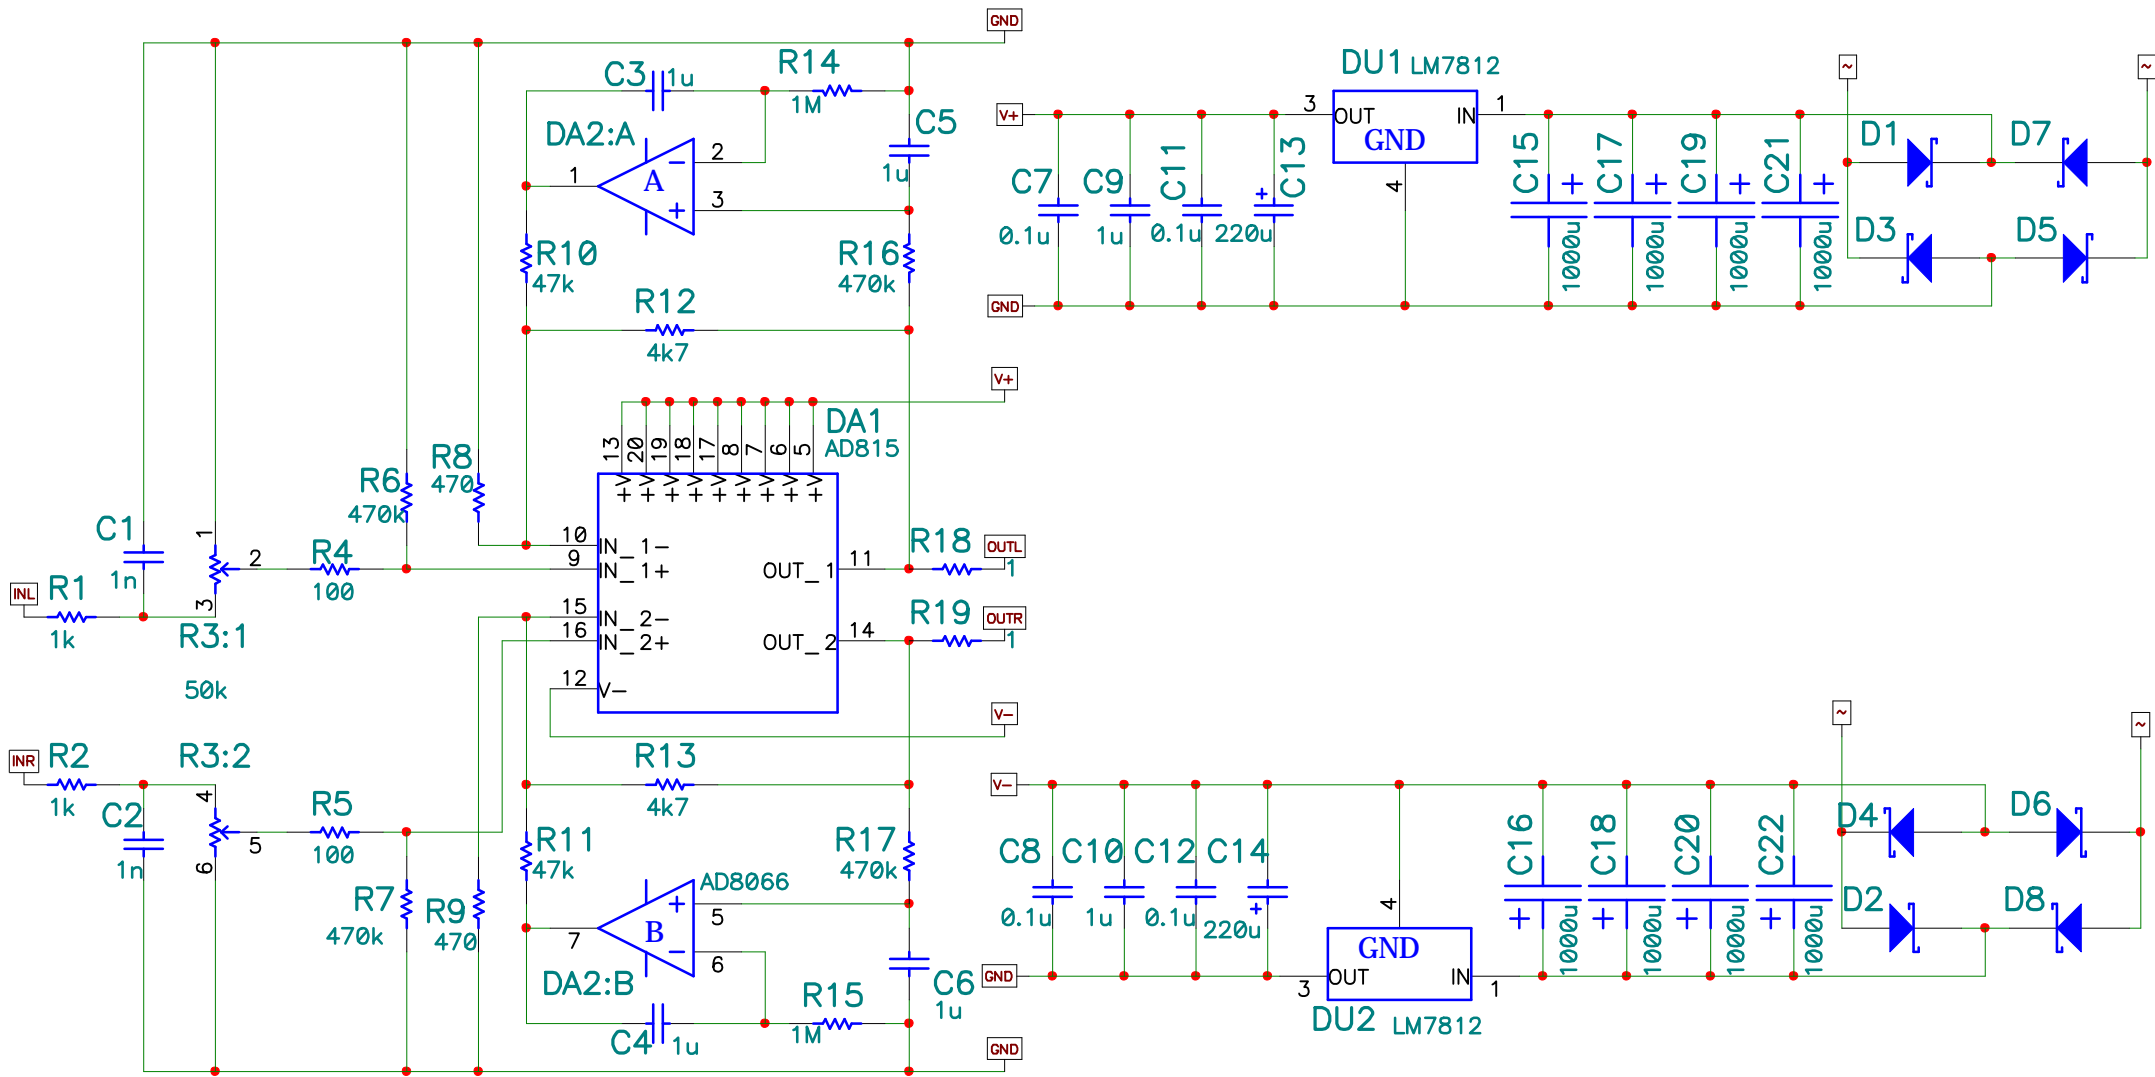 GND
C3
1u
R14
1M
DA2:A
C5
1u
2
3
1
A
R10
47k
R16
470k
R12
4k7
V+
DA1
AD815
13
20
19
18
17
8
7
6
5
+V
+V
+V
+V
+V
+V
+V
+V
+V
R8
470
R6
470k
C1
1n
1
2
3
R4
100
INL
R1
1k
R3:1
50k
10
9
15
16
12
IN_1-
IN_1+
IN_2-
IN_2+
V-
OUT_1
OUT_2
11
14
R18
OUTL
1
R19
OUTR
1
V-
INR
R2
1k
R3:2
C2
1n
4
5
6
R5
100
R13
4k7
R11
47k
R17
470k
AD8066
R7
470k
R9
470
5
6
7
B
DA2:B
C4
1u
R15
1M
C6
1u
GND
DU1 LM7812
V+
3
OUT
IN
1
GND
4
C7
0.1u
C9
1u
C11
0.1u
C13
220u
GND
C15
1000u
C17
1000u
C19
1000u
C21
1000u
~
~
D1
D7
D3
D5
V-
C8
0.1u
C10
1u
C12
0.1u
C14
220u
GND
4
GND
OUT
IN
3
1
DU2 LM7812
C16
1000u
C18
1000u
C20
1000u
C22
1000u
~
~
D4
D6
D2
D8